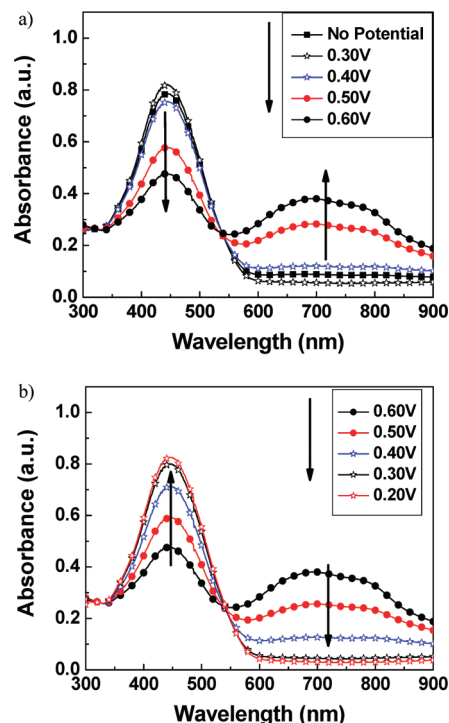 a)
No Potential
0.30V
0.40V
0.50V
0.60V
Absorbance (a.u.)
1.0
0.8
0.6
0.4
0.2
0.0
300 400 500 600 700 800 900
Wavelength (nm)
b)
0.60V
0.50V
0.40V
0.30V
0.20V
Absorbance (a.u.)
1.0
0.8
0.6
0.4
0.2
0.0
300 400 500 600 700 800 900
Wavelength (nm)